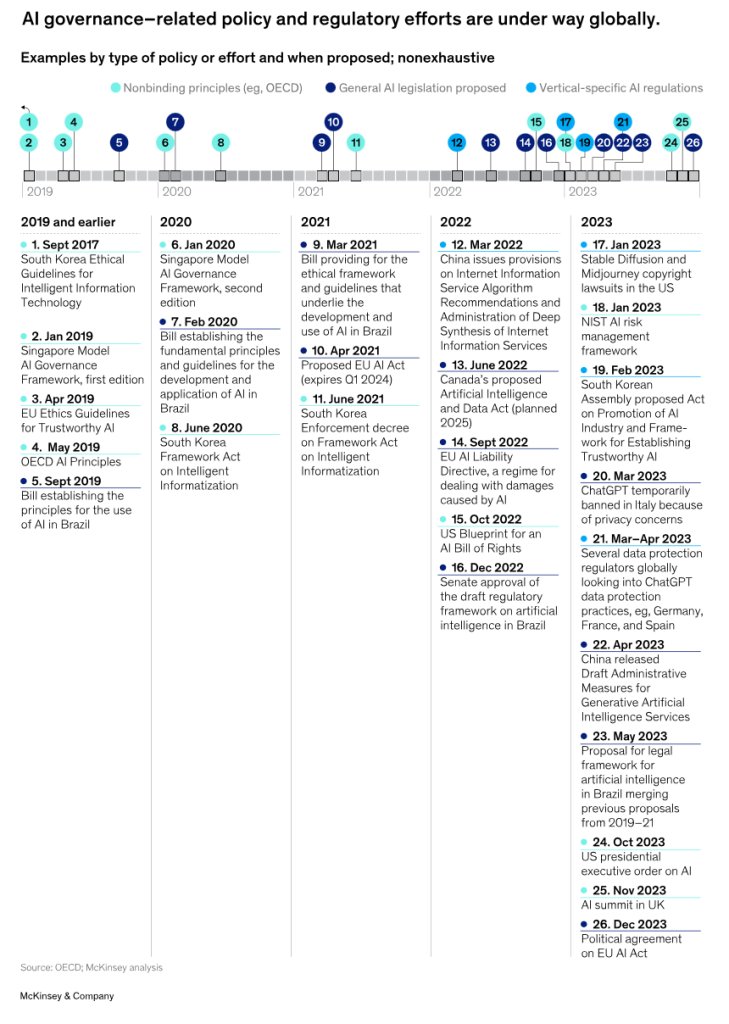 AI governance–related policy and regulatory efforts are under way globally.
Examples by type of policy or effort and when proposed; nonexhaustive
Nonbinding principles (eg, OECD) General AI legislation proposed Vertical-specific AI regulations
1 4 7 10 15 17 21 25
2 3 5 6 8 9 11 12 13 14 16 18 19 20 22 23 24 26
2019 2020 2021 2022 2023
2019 and earlier
1. Sept 2017
South Korea Ethical
Guidelines for
Intelligent Information
Technology
2. Jan 2019
Singapore Model
AI Governance
Framework, first edition
3. Apr 2019
EU Ethics Guidelines
for Trustworthy AI
4. May 2019
OECD AI Principles
5. Sept 2019
Bill establishing the
principles for the use
of AI in Brazil
2020
6. Jan 2020
Singapore Model
AI Governance
Framework, second
edition
7. Feb 2020
Bill establishing the
fundamental principles
and guidelines for the
development and
application of AI in
Brazil
8. June 2020
South Korea
Framework Act
on Intelligent
Informatization
2021
9. Mar 2021
Bill providing for the
ethical framework
and guidelines that
underlie the
development and
use of AI in Brazil
10. Apr 2021
Proposed EU AI Act
(expires Q1 2024)
11. June 2021
South Korea
Enforcement decree
on Framework Act
on Intelligent
Informatization
2022
12. Mar 2022
China issues provisions
on Internet Information
Service Algorithm
Recommendations and
Administration of Deep
Synthesis of Internet
Information Services
13. June 2022
Canada's proposed
Artificial Intelligence
and Data Act (planned
2025)
14. Sept 2022
EU AI Liability
Directive, a regime for
dealing with damages
caused by AI
15. Oct 2022
US Blueprint for an
AI Bill of Rights
16. Dec 2022
Senate approval of
the draft regulatory
framework on artificial
intelligence in Brazil
2023
17. Jan 2023
Stable Diffusion and
Midjourney copyright
lawsuits in the US
18. Jan 2023
NIST AI risk
management
framework
19. Feb 2023
South Korean
Assembly proposed Act
on Promotion of AI
Industry and Frame-
work for Establishing
Trustworthy AI
20. Mar 2023
ChatGPT temporarily
banned in Italy because
of privacy concerns
21. Mar–Apr 2023
Several data protection
regulators globally
looking into ChatGPT
data protection
practices, eg, Germany,
France, and Spain
22. Apr 2023
China released
Draft Administrative
Measures for
Generative Artificial
Intelligence Services
23. May 2023
Proposal for legal
framework for
artificial intelligence
in Brazil merging
previous proposals
from 2019–21
24. Oct 2023
US presidential
executive order on AI
25. Nov 2023
AI summit in UK
26. Dec 2023
Political agreement
on EU AI Act
Source: OECD; McKinsey analysis
McKinsey & Company